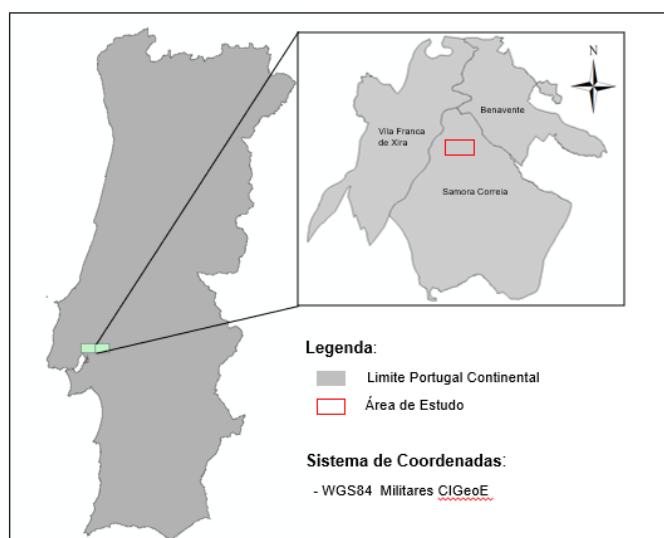 N
Benavente
Vila Franca
de Xira
Samora Correia
Legenda:
Limite Portugal Continental
Área de Estudo
Sistema de Coordenadas:
- WGS84 Militares CIGeoE